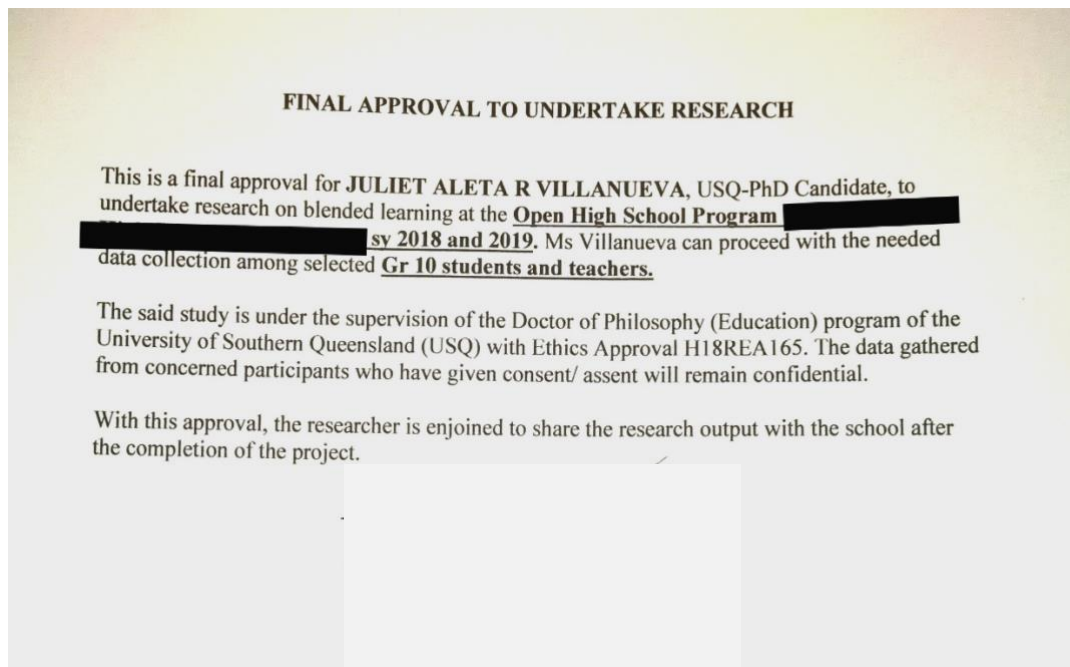 FINAL APPROVAL TO UNDERTAKE RESEARCH
This is a final approval for JULIET ALETA R VILLANUEVA, USQ-PhD Candidate, to
undertake research on blended learning at the Open High School Program
sy 2018 and 2019. Ms Villanueva can proceed with the needed
data collection among selected Gr 10 students and teachers.
The said study is under the supervision of the Doctor of Philosophy (Education) program of the
University of Southern Queensland (USQ) with Ethics Approval H18REA165. The data gathered
from concerned participants who have given consent/ assent will remain confidential.
With this approval, the researcher is enjoined to share the research output with the school after
the completion of the project.